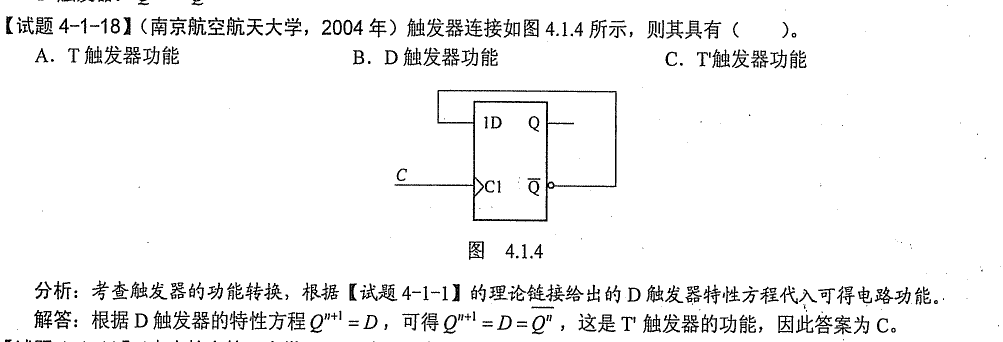 【试题 4-1-18】(南京航空航天大学,2004 年)触发器连接如图 4.1.4 所示,则其具有(  )。
A. T 触发器功能 B. D 触发器功能 C. T'触发器功能
1D Q
C C1 Q̅
图 4.1.4
分析:考查触发器的功能转换,根据【试题 4-1-1】的理论链接给出的 D 触发器特性方程代入可得电路功能。
解答:根据 D 触发器的特性方程 Qⁿ⁺¹ = D,可得 Qⁿ⁺¹ = D = \overline{Qⁿ},这是 T' 触发器的功能,因此答案为 C。